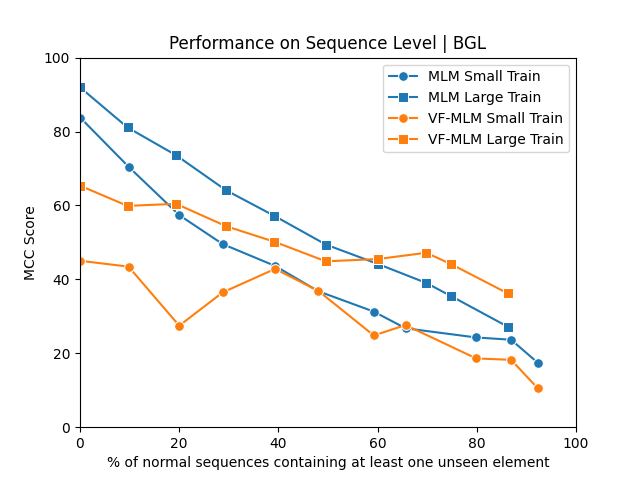 Performance on Sequence Level | BGL
MLM Small Train
MLM Large Train
VF-MLM Small Train
VF-MLM Large Train
MCC Score
100
80
60
40
20
0
0 20 40 60 80 100
% of normal sequences containing at least one unseen element